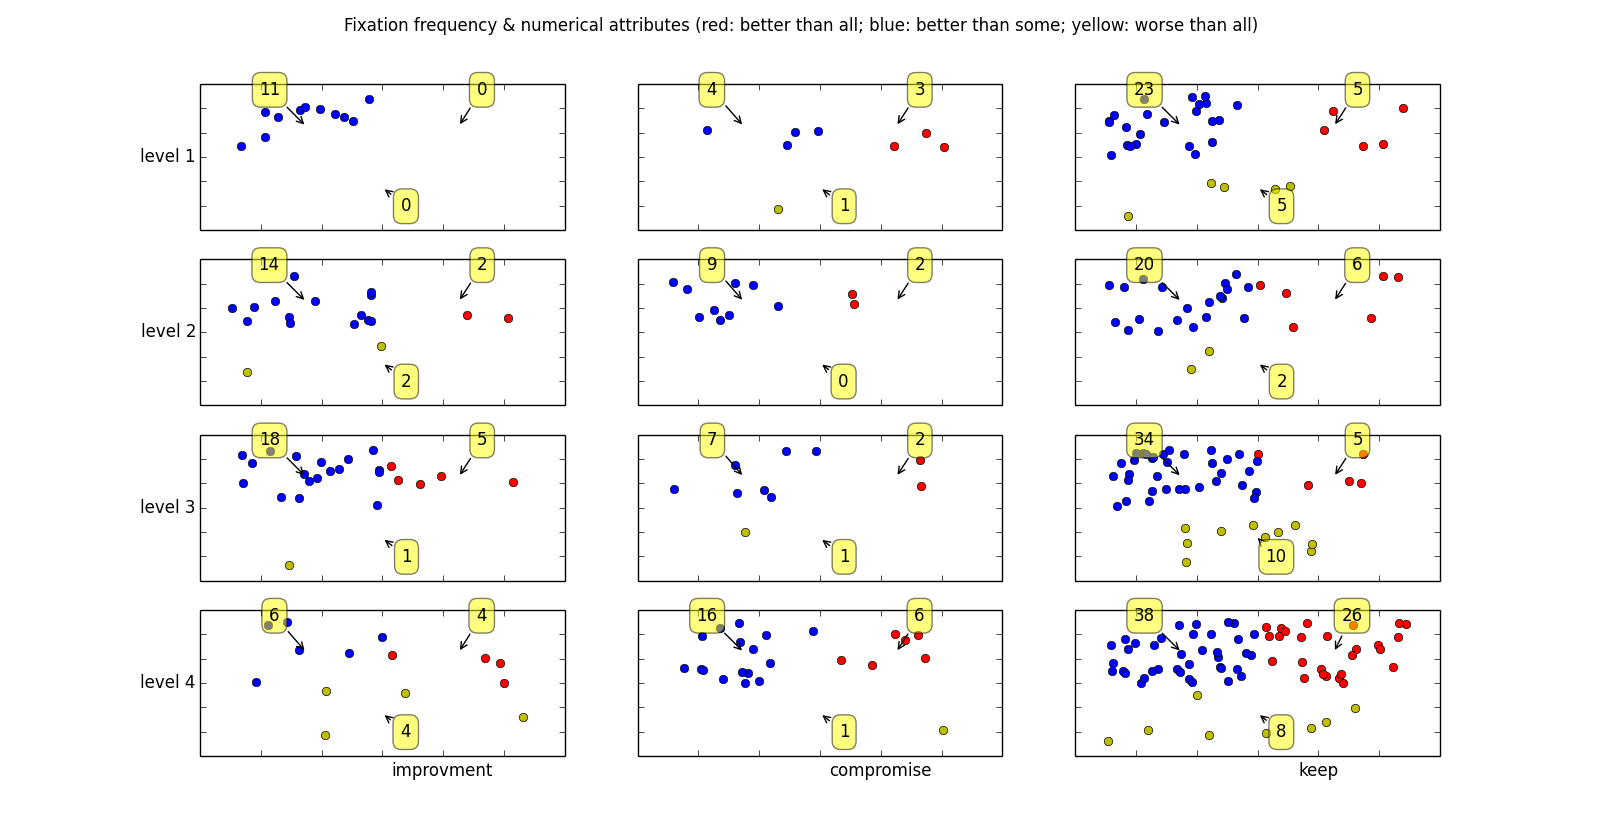 Fixation frequency & numerical attributes (red: better than all; blue: better than some; yellow: worse than all)
11 0 4 3 23 5
level 1
0 1 5
14 2 9 2 20 6
level 2
2 0 2
18 5 7 2 34 5
level 3
1 1 10
6 4 16 6 38 26
level 4
4 1 8
improvment compromise keep